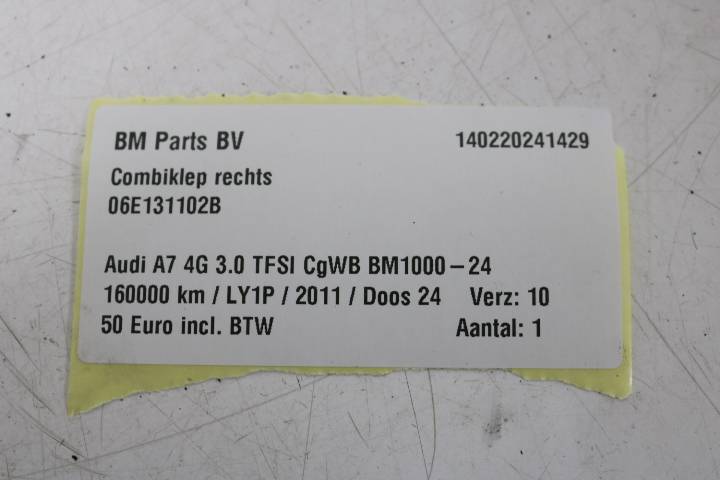 BM Parts BV 140220241429
Combiklep rechts
06E131102B
Audi A7 4G 3.0 TFSI CgWB BM1000-24
160000 km / LY1P / 2011 / Doos 24 Verz: 10
50 Euro incl. BTW Aantal: 1